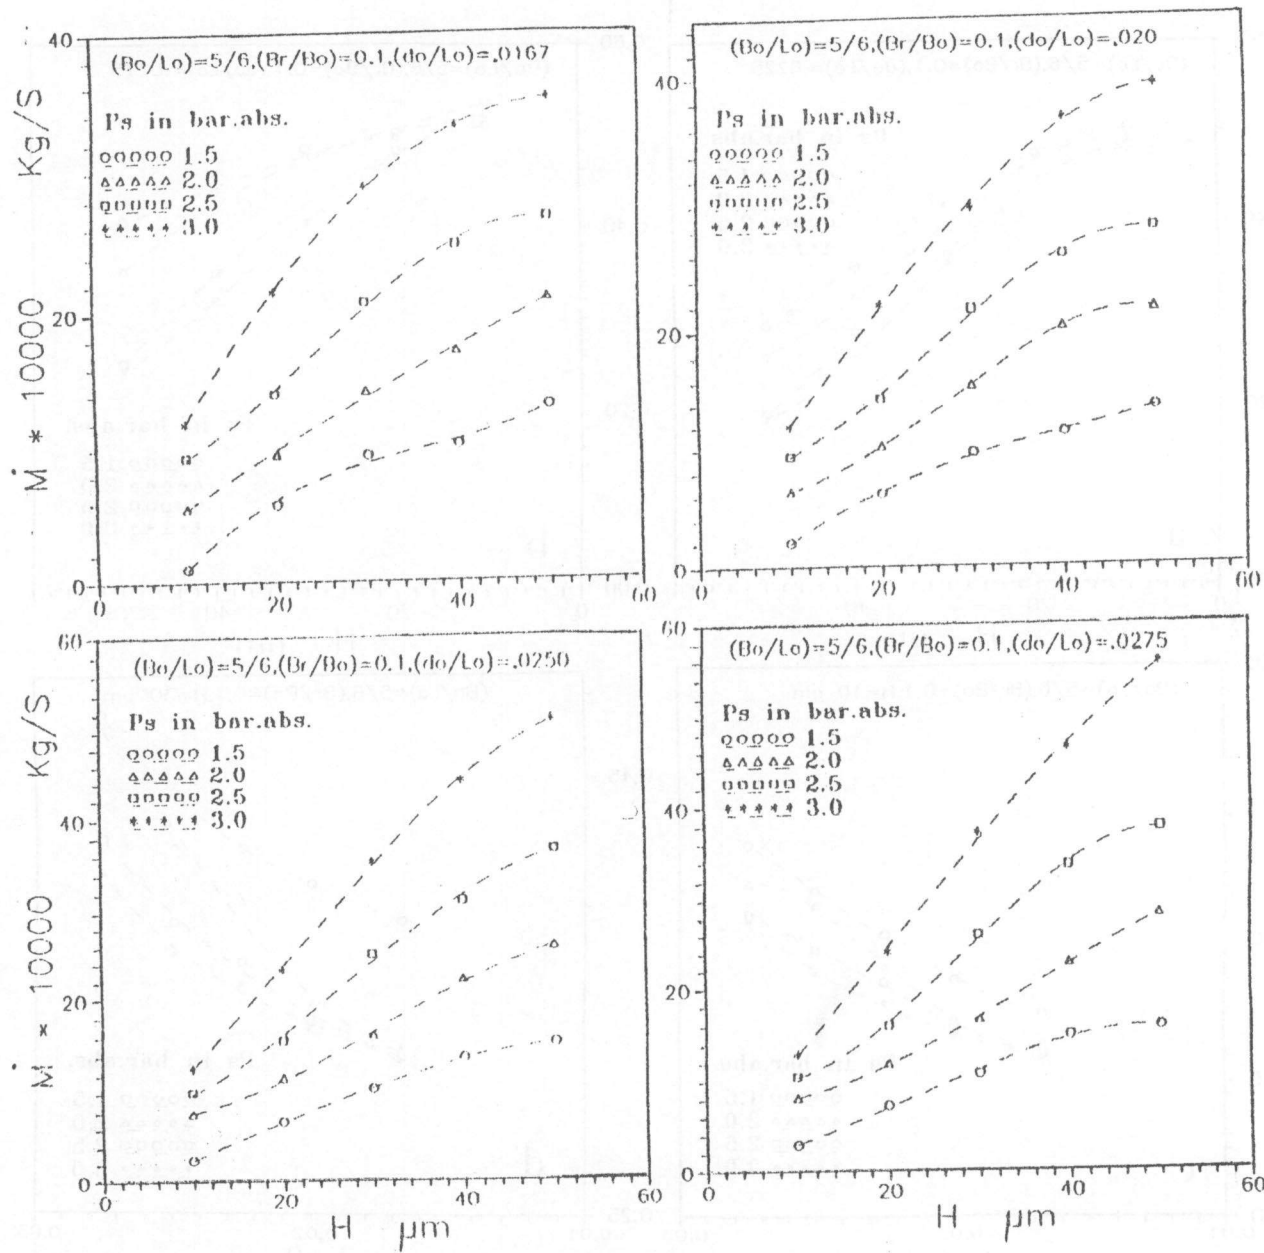 (Bo/Lo)=5/6,(Br/Bo)=0.1,(do/Lo)=.0167
Ps in bar.abs.
1.5
2.0
2.5
3.0
40
20
0
0 20 40 60
Ṁ * 10000 Kg/S
(Bo/Lo)=5/6,(Br/Bo)=0.1,(do/Lo)=.020
Ps in bar.abs.
1.5
2.0
2.5
3.0
40
20
0
0 20 40 60
(Bo/Lo)=5/6,(Br/Bo)=0.1,(do/Lo)=.0250
Ps in bar.abs.
1.5
2.0
2.5
3.0
60
40
20
0
0 20 40 60
Ṁ * 10000 Kg/S
H μm
(Bo/Lo)=5/6,(Br/Bo)=0.1,(do/Lo)=.0275
Ps in bar.abs.
1.5
2.0
2.5
3.0
60
40
20
0
0 20 40 60
H μm